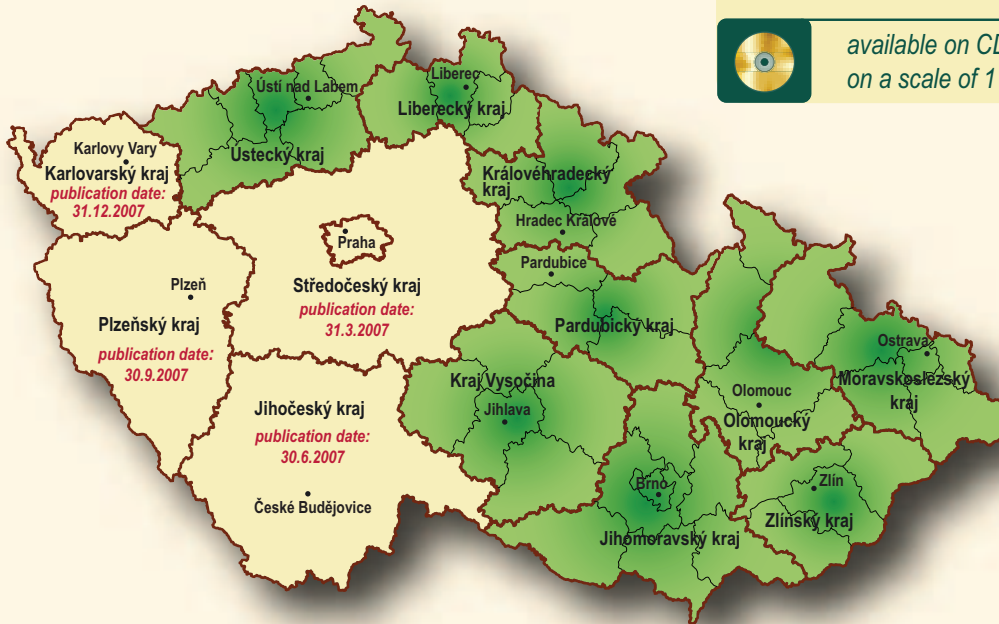 available on CD
on a scale of 1
Ústí nad Labem
Ústecký kraj
Liberec
Liberecký kraj
Karlovy Vary
Karlovarský kraj
publication date:
31.12.2007
Královéhradecký
kraj
Hradec Králové
Praha
Středočeský kraj
publication date:
31.3.2007
Plzeň
Plzeňský kraj
publication date:
30.9.2007
Pardubice
Pardubický kraj
Jihočeský kraj
publication date:
30.6.2007
České Budějovice
Kraj Vysočina
Jihlava
Olomouc
Olomoucký
kraj
Ostrava
Moravskoslezský
kraj
Brno
Jihomoravský kraj
Zlín
Zlínský kraj